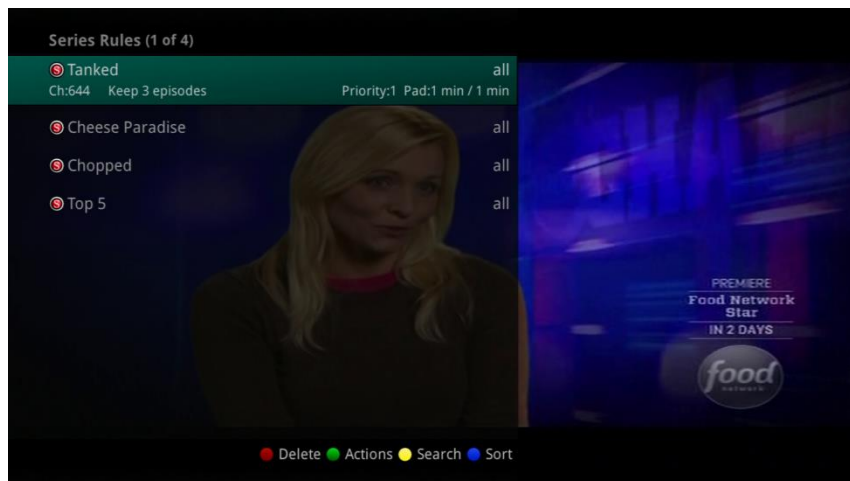 Series Rules (1 of 4)
S Tanked all
Ch:644 Keep 3 episodes Priority:1 Pad:1 min / 1 min
S Cheese Paradise all
S Chopped all
S Top 5 all
PREMIERE
Food Network
Star
IN 2 DAYS
food
network
Delete Actions Search Sort